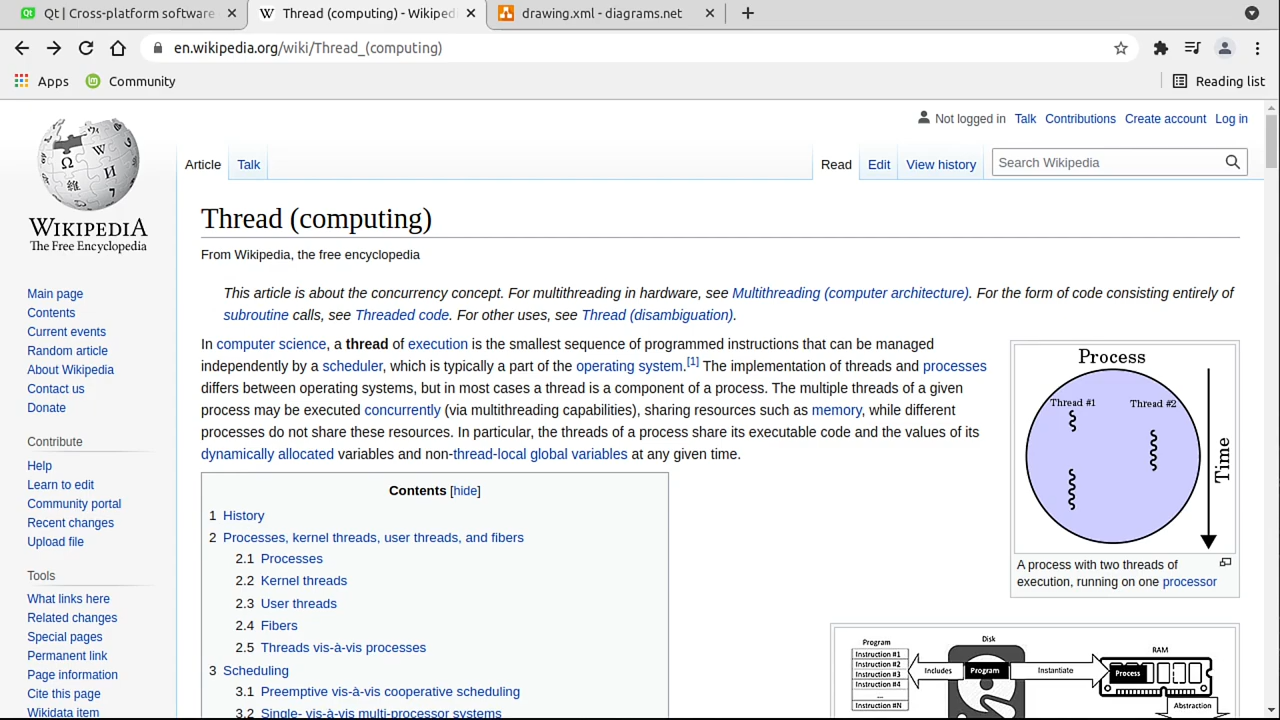 Qt | Cross-platform software
Thread (computing) - Wikiped
drawing.xml - diagrams.net
en.wikipedia.org/wiki/Thread_(computing)
Apps
Community
Reading list
Not logged in Talk Contributions Create account Log in
Article Talk
Read Edit View history
Search Wikipedia
WIKIPEDIA
The Free Encyclopedia
Main page
Contents
Current events
Random article
About Wikipedia
Contact us
Donate
Contribute
Help
Learn to edit
Community portal
Recent changes
Upload file
Tools
What links here
Related changes
Special pages
Permanent link
Page information
Cite this page
Wikidata item
Thread (computing)
From Wikipedia, the free encyclopedia
This article is about the concurrency concept. For multithreading in hardware, see Multithreading (computer architecture). For the form of code consisting entirely of
subroutine calls, see Threaded code. For other uses, see Thread (disambiguation).
In computer science, a thread of execution is the smallest sequence of programmed instructions that can be managed
independently by a scheduler, which is typically a part of the operating system.[1] The implementation of threads and processes
differs between operating systems, but in most cases a thread is a component of a process. The multiple threads of a given
process may be executed concurrently (via multithreading capabilities), sharing resources such as memory, while different
processes do not share these resources. In particular, the threads of a process share its executable code and the values of its
dynamically allocated variables and non-thread-local global variables at any given time.
Contents [hide]
1 History
2 Processes, kernel threads, user threads, and fibers
2.1 Processes
2.2 Kernel threads
2.3 User threads
2.4 Fibers
2.5 Threads vis-à-vis processes
3 Scheduling
3.1 Preemptive vis-à-vis cooperative scheduling
3.2 Single- vis-à-vis multi-processor systems
Process
Thread #1
Thread #2
Time
A process with two threads of
execution, running on one processor
Program
Instruction #1
Instruction #2
Instruction #3
Instruction #4
...
Instruction #N
Includes
Disk
Program
Instantiate
RAM
Process
Abstraction